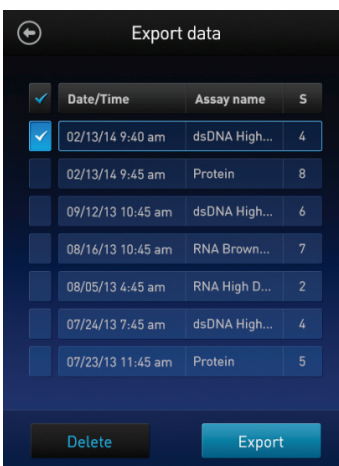 Export data
Date/Time Assay name S
02/13/14 9:40 am dsDNA High... 4
02/13/14 9:45 am Protein 8
09/12/13 10:45 am dsDNA High... 6
08/16/13 10:45 am RNA Brown... 7
08/05/13 4:45 am RNA High D... 2
07/24/13 7:45 am dsDNA High... 4
07/23/13 11:45 am Protein 5
Delete Export